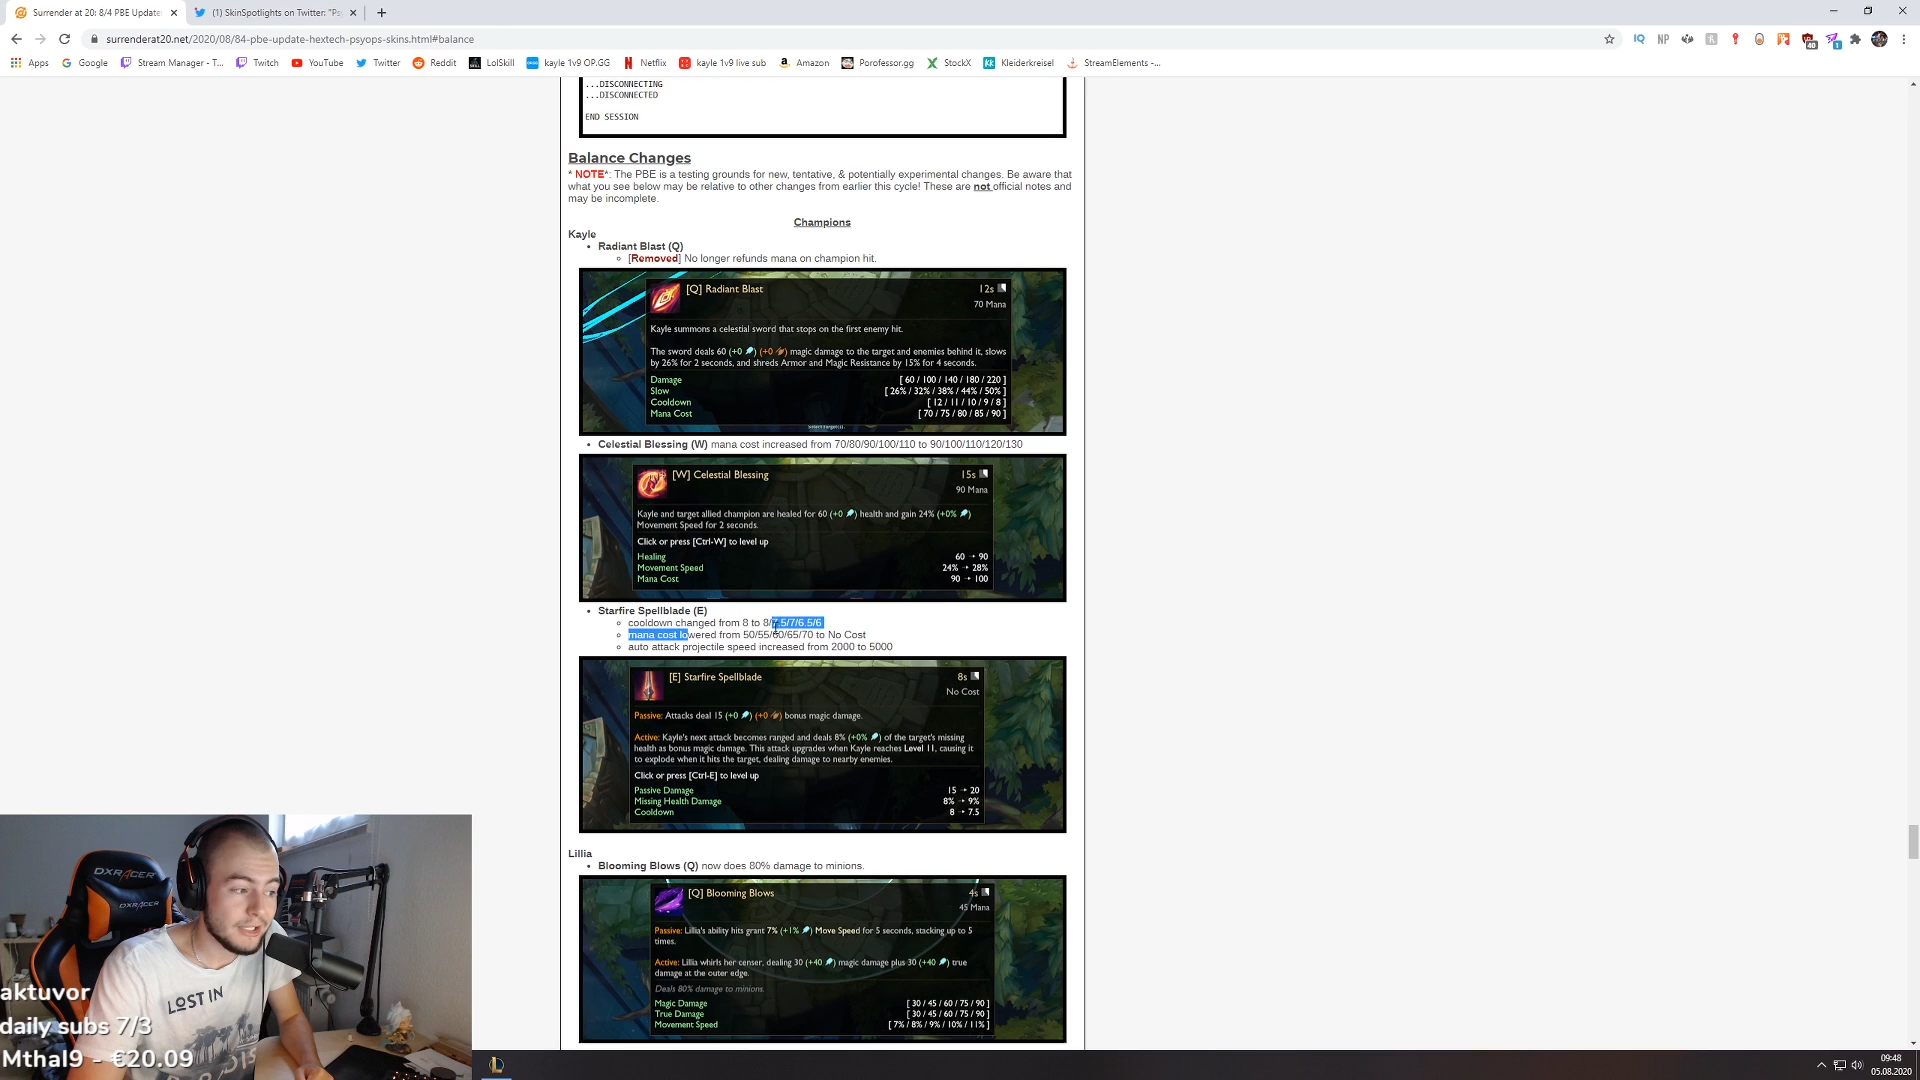 Surrender at 20: 8/4 PBE Update:
(1) SkinSpotlights on Twitter: "Ps
surrenderat20.net/2020/08/84-pbe-update-hextech-psyops-skins.html#balance
Apps Google Stream Manager - T... Twitch YouTube Twitter Reddit LolSkill kayle 1v9 OP.GG Netflix kayle 1v9 live sub Amazon Porofessor.gg StockX Kleiderkreisel StreamElements -...
...DISCONNECTING
...DISCONNECTED
END SESSION
Balance Changes
* NOTE*: The PBE is a testing grounds for new, tentative, & potentially experimental changes. Be aware that
what you see below may be relative to other changes from earlier this cycle! These are not official notes and
may be incomplete.
Champions
Kayle
• Radiant Blast (Q)
[Removed] No longer refunds mana on champion hit.
[Q] Radiant Blast 12s
70 Mana
Kayle summons a celestial sword that stops on the first enemy hit.
The sword deals 60 (+0) (+0) magic damage to the target and enemies behind it, slows
by 26% for 2 seconds, and shreds Armor and Magic Resistance by 15% for 4 seconds.
Damage [ 60 / 100 / 140 / 180 / 220 ]
Slow [ 26% / 32% / 38% / 44% / 50% ]
Cooldown [ 12 / 11 / 10 / 9 / 8 ]
Mana Cost [ 70 / 75 / 80 / 85 / 90 ]
• Celestial Blessing (W) mana cost increased from 70/80/90/100/110 to 90/100/110/120/130
[W] Celestial Blessing 15s
90 Mana
Kayle and target allied champion are healed for 60 (+0) health and gain 24% (+0%)
Movement Speed for 2 seconds.
Click or press [Ctrl-W] to level up
Healing 60 → 90
Movement Speed 24% → 28%
Mana Cost 90 → 100
• Starfire Spellblade (E)
cooldown changed from 8 to 8/7.5/7/6.5/6
mana cost lowered from 50/55/60/65/70 to No Cost
auto attack projectile speed increased from 2000 to 5000
[E] Starfire Spellblade 8s
No Cost
Passive: Attacks deal 15 (+0) (+0) bonus magic damage.
Active: Kayle's next attack becomes ranged and deals 8% (+0%) of the target's missing
health as bonus magic damage. This attack upgrades when Kayle reaches Level 11, causing it
to explode when it hits the target, dealing damage to nearby enemies.
Click or press [Ctrl-E] to level up
Passive Damage 15 → 20
Missing Health Damage 8% → 9%
Cooldown 8 → 7.5
Lillia
• Blooming Blows (Q) now does 80% damage to minions.
[Q] Blooming Blows 4s
45 Mana
Passive: Lillia's ability hits grant 7% (+1%) Move Speed for 5 seconds, stacking up to 5
times.
Active: Lillia whirls her censer, dealing 30 (+40) magic damage plus 30 (+40) true
damage at the outer edge.
Deals 80% damage to minions.
Magic Damage [ 30 / 45 / 60 / 75 / 90 ]
True Damage [ 30 / 45 / 60 / 75 / 90 ]
Movement Speed [ 7% / 8% / 9% / 10% / 11% ]
DXRACER
DXRACER
LOST IN
aktuvor
daily subs 7/3
Mthal9 - €20.09
09:48
05.08.2020